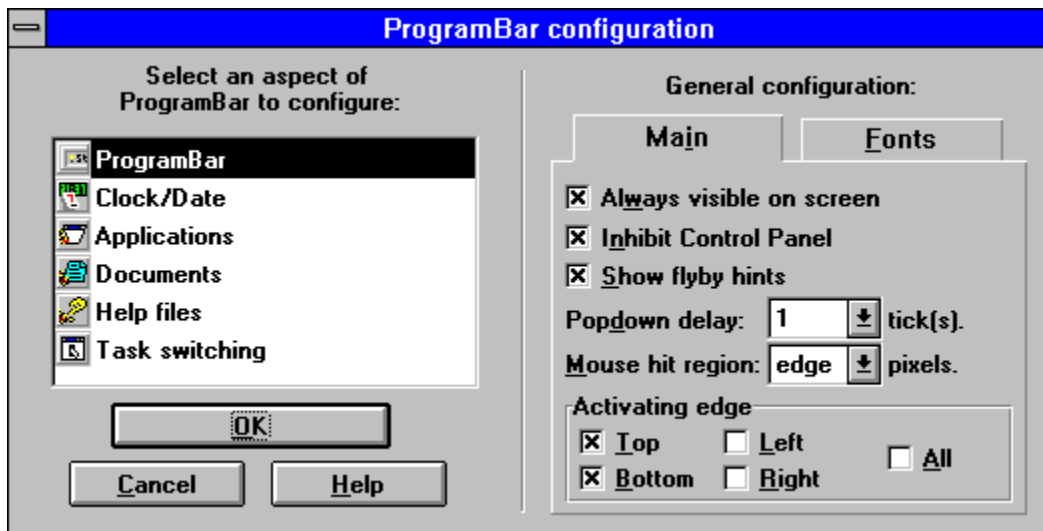 ProgramBar configuration
Select an aspect of
ProgramBar to configure:
ProgramBar
Clock/Date
Applications
Documents
Help files
Task switching
OK
Cancel Help
General configuration:
Main Fonts
Always visible on screen
Inhibit Control Panel
Show flyby hints
Popdown delay: 1 tick(s).
Mouse hit region: edge pixels.
Activating edge
Top Left
All
Bottom Right